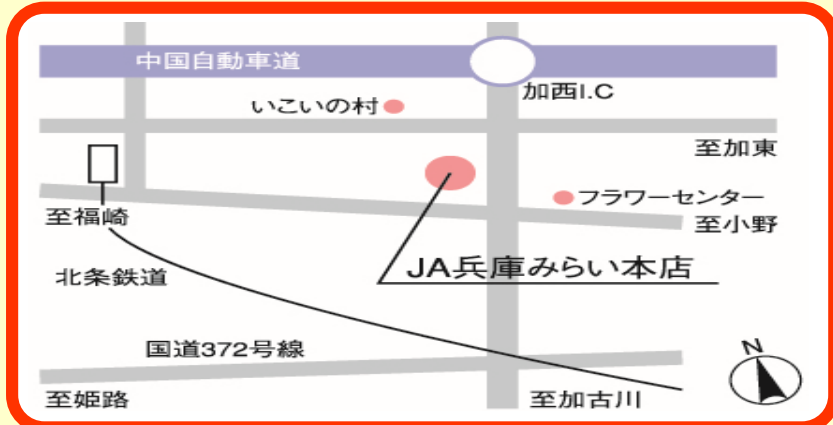 中国自動車道
加西I.C
いこいの村
至加東
フラワーセンター
至福崎
至小野
JA兵庫みらい本店
北条鉄道
国道372号線
N
至姫路
至加古川